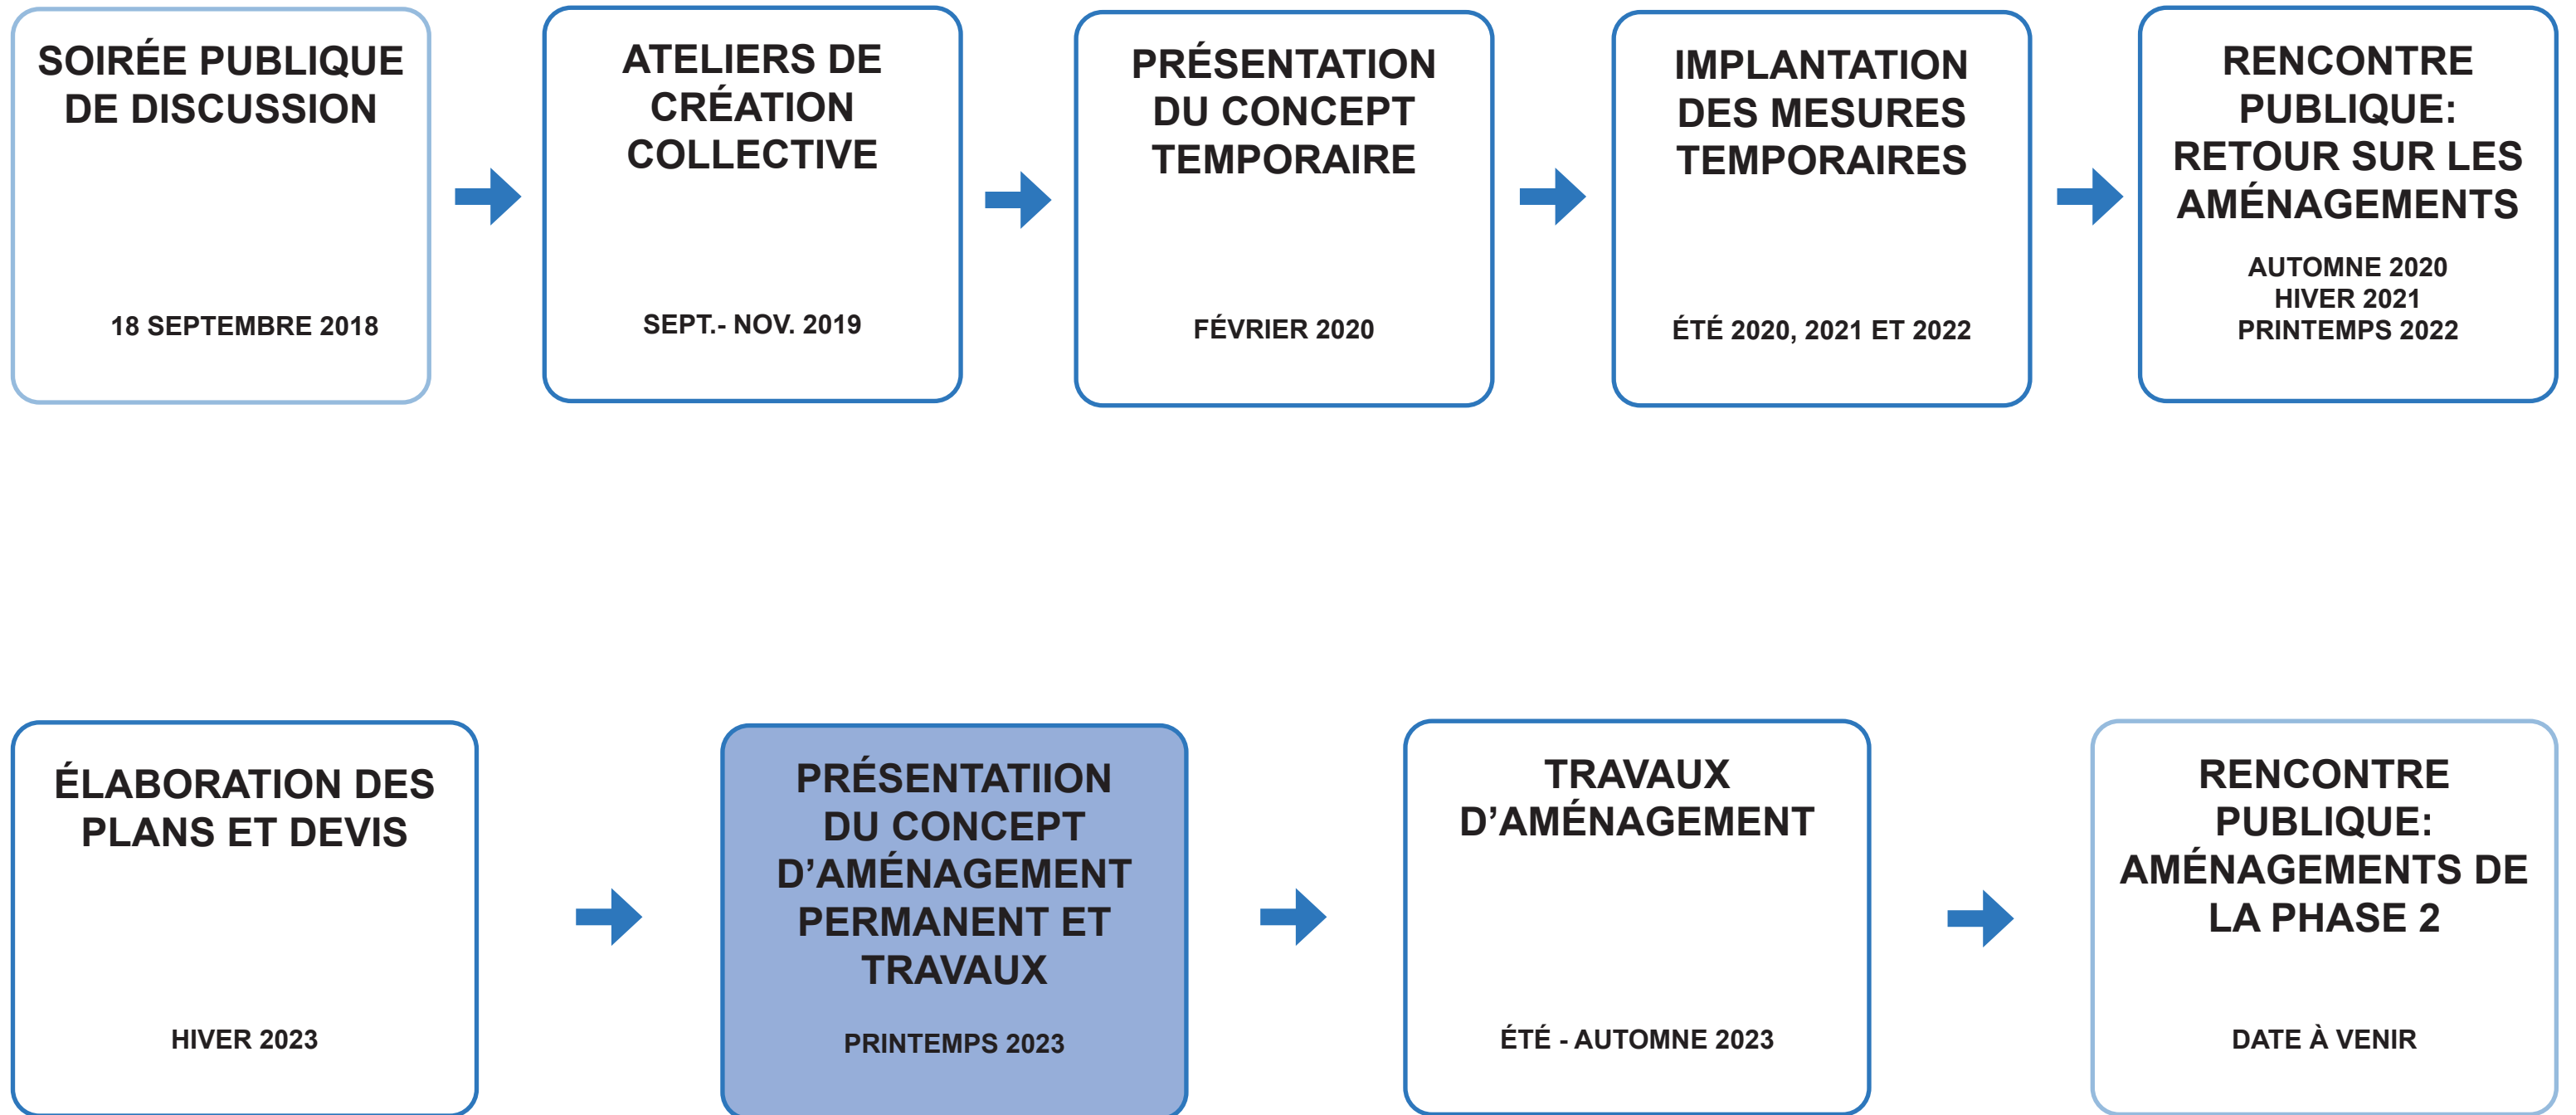 SOIRÉE PUBLIQUE
DE DISCUSSION
18 SEPTEMBRE 2018
ATELIERS DE
CRÉATION
COLLECTIVE
SEPT.- NOV. 2019
PRÉSENTATION
DU CONCEPT
TEMPORAIRE
FÉVRIER 2020
IMPLANTATION
DES MESURES
TEMPORAIRES
ÉTÉ 2020, 2021 ET 2022
RENCONTRE
PUBLIQUE:
RETOUR SUR LES
AMÉNAGEMENTS
AUTOMNE 2020
HIVER 2021
PRINTEMPS 2022
ÉLABORATION DES
PLANS ET DEVIS
HIVER 2023
PRÉSENTATIION
DU CONCEPT
D’AMÉNAGEMENT
PERMANENT ET
TRAVAUX
PRINTEMPS 2023
TRAVAUX
D’AMÉNAGEMENT
ÉTÉ - AUTOMNE 2023
RENCONTRE
PUBLIQUE:
AMÉNAGEMENTS DE
LA PHASE 2
DATE À VENIR